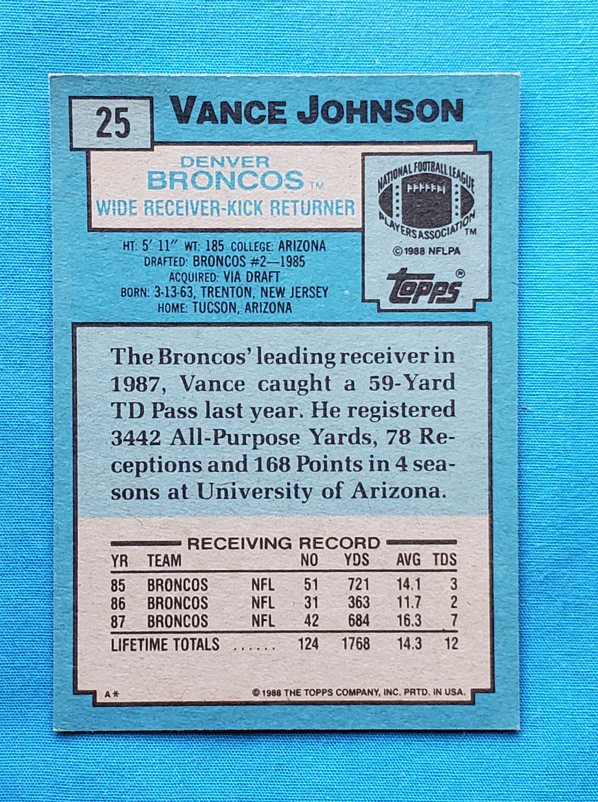 25
VANCE JOHNSON
DENVER
BRONCOS TM
WIDE RECEIVER-KICK RETURNER
NATIONAL FOOTBALL LEAGUE
PLAYERS ASSOCIATION TM
© 1988 NFLPA
topps®
HT: 5' 11" WT: 185 COLLEGE: ARIZONA
DRAFTED: BRONCOS #2—1985
ACQUIRED: VIA DRAFT
BORN: 3-13-63, TRENTON, NEW JERSEY
HOME: TUCSON, ARIZONA
The Broncos' leading receiver in
1987, Vance caught a 59-Yard
TD Pass last year. He registered
3442 All-Purpose Yards, 78 Re-
ceptions and 168 Points in 4 sea-
sons at University of Arizona.
RECEIVING RECORD
YR TEAM NO YDS AVG TDS
85 BRONCOS NFL 51 721 14.1 3
86 BRONCOS NFL 31 363 11.7 2
87 BRONCOS NFL 42 684 16.3 7
LIFETIME TOTALS ...... 124 1768 14.3 12
A*
© 1988 THE TOPPS COMPANY, INC. PRTD. IN USA.